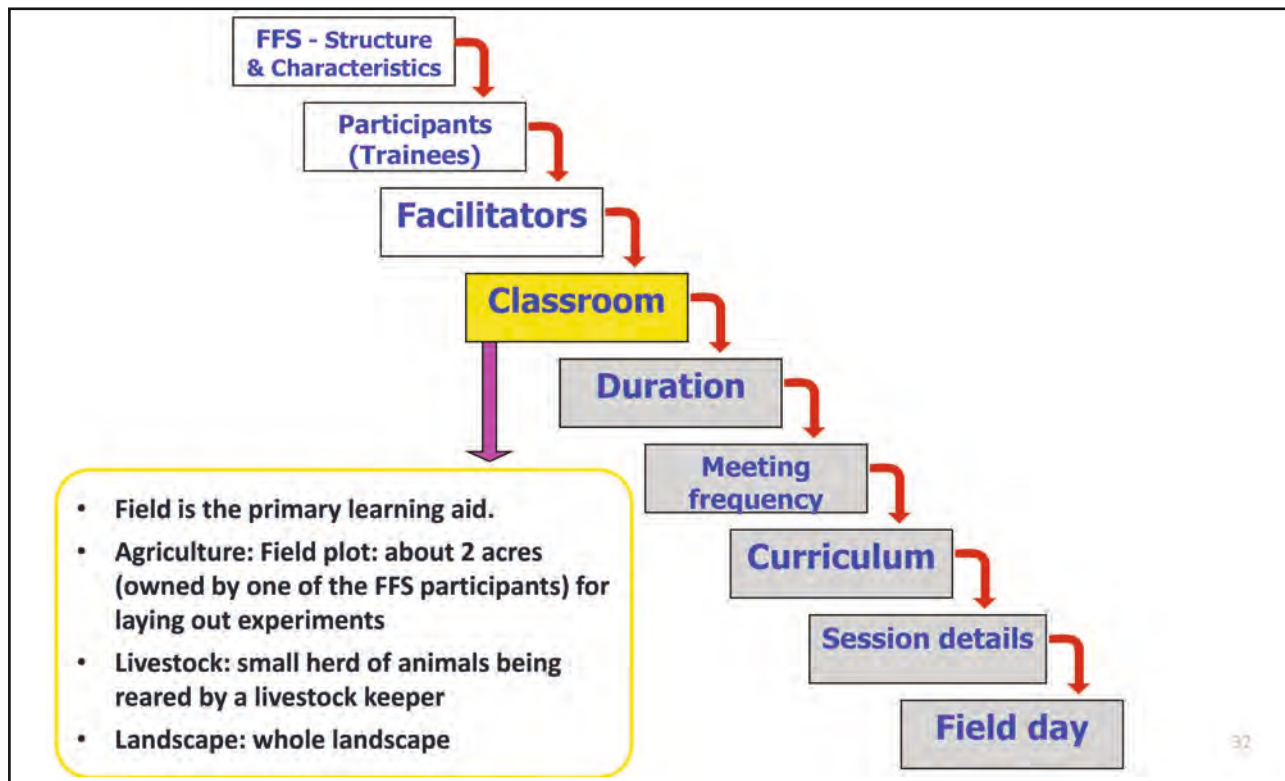 FFS - Structure
& Characteristics
Participants
(Trainees)
Facilitators
Classroom
Duration
Meeting
frequency
Curriculum
Session details
Field day
• Field is the primary learning aid.
• Agriculture: Field plot: about 2 acres
(owned by one of the FFS participants) for
laying out experiments
• Livestock: small herd of animals being
reared by a livestock keeper
• Landscape: whole landscape
32